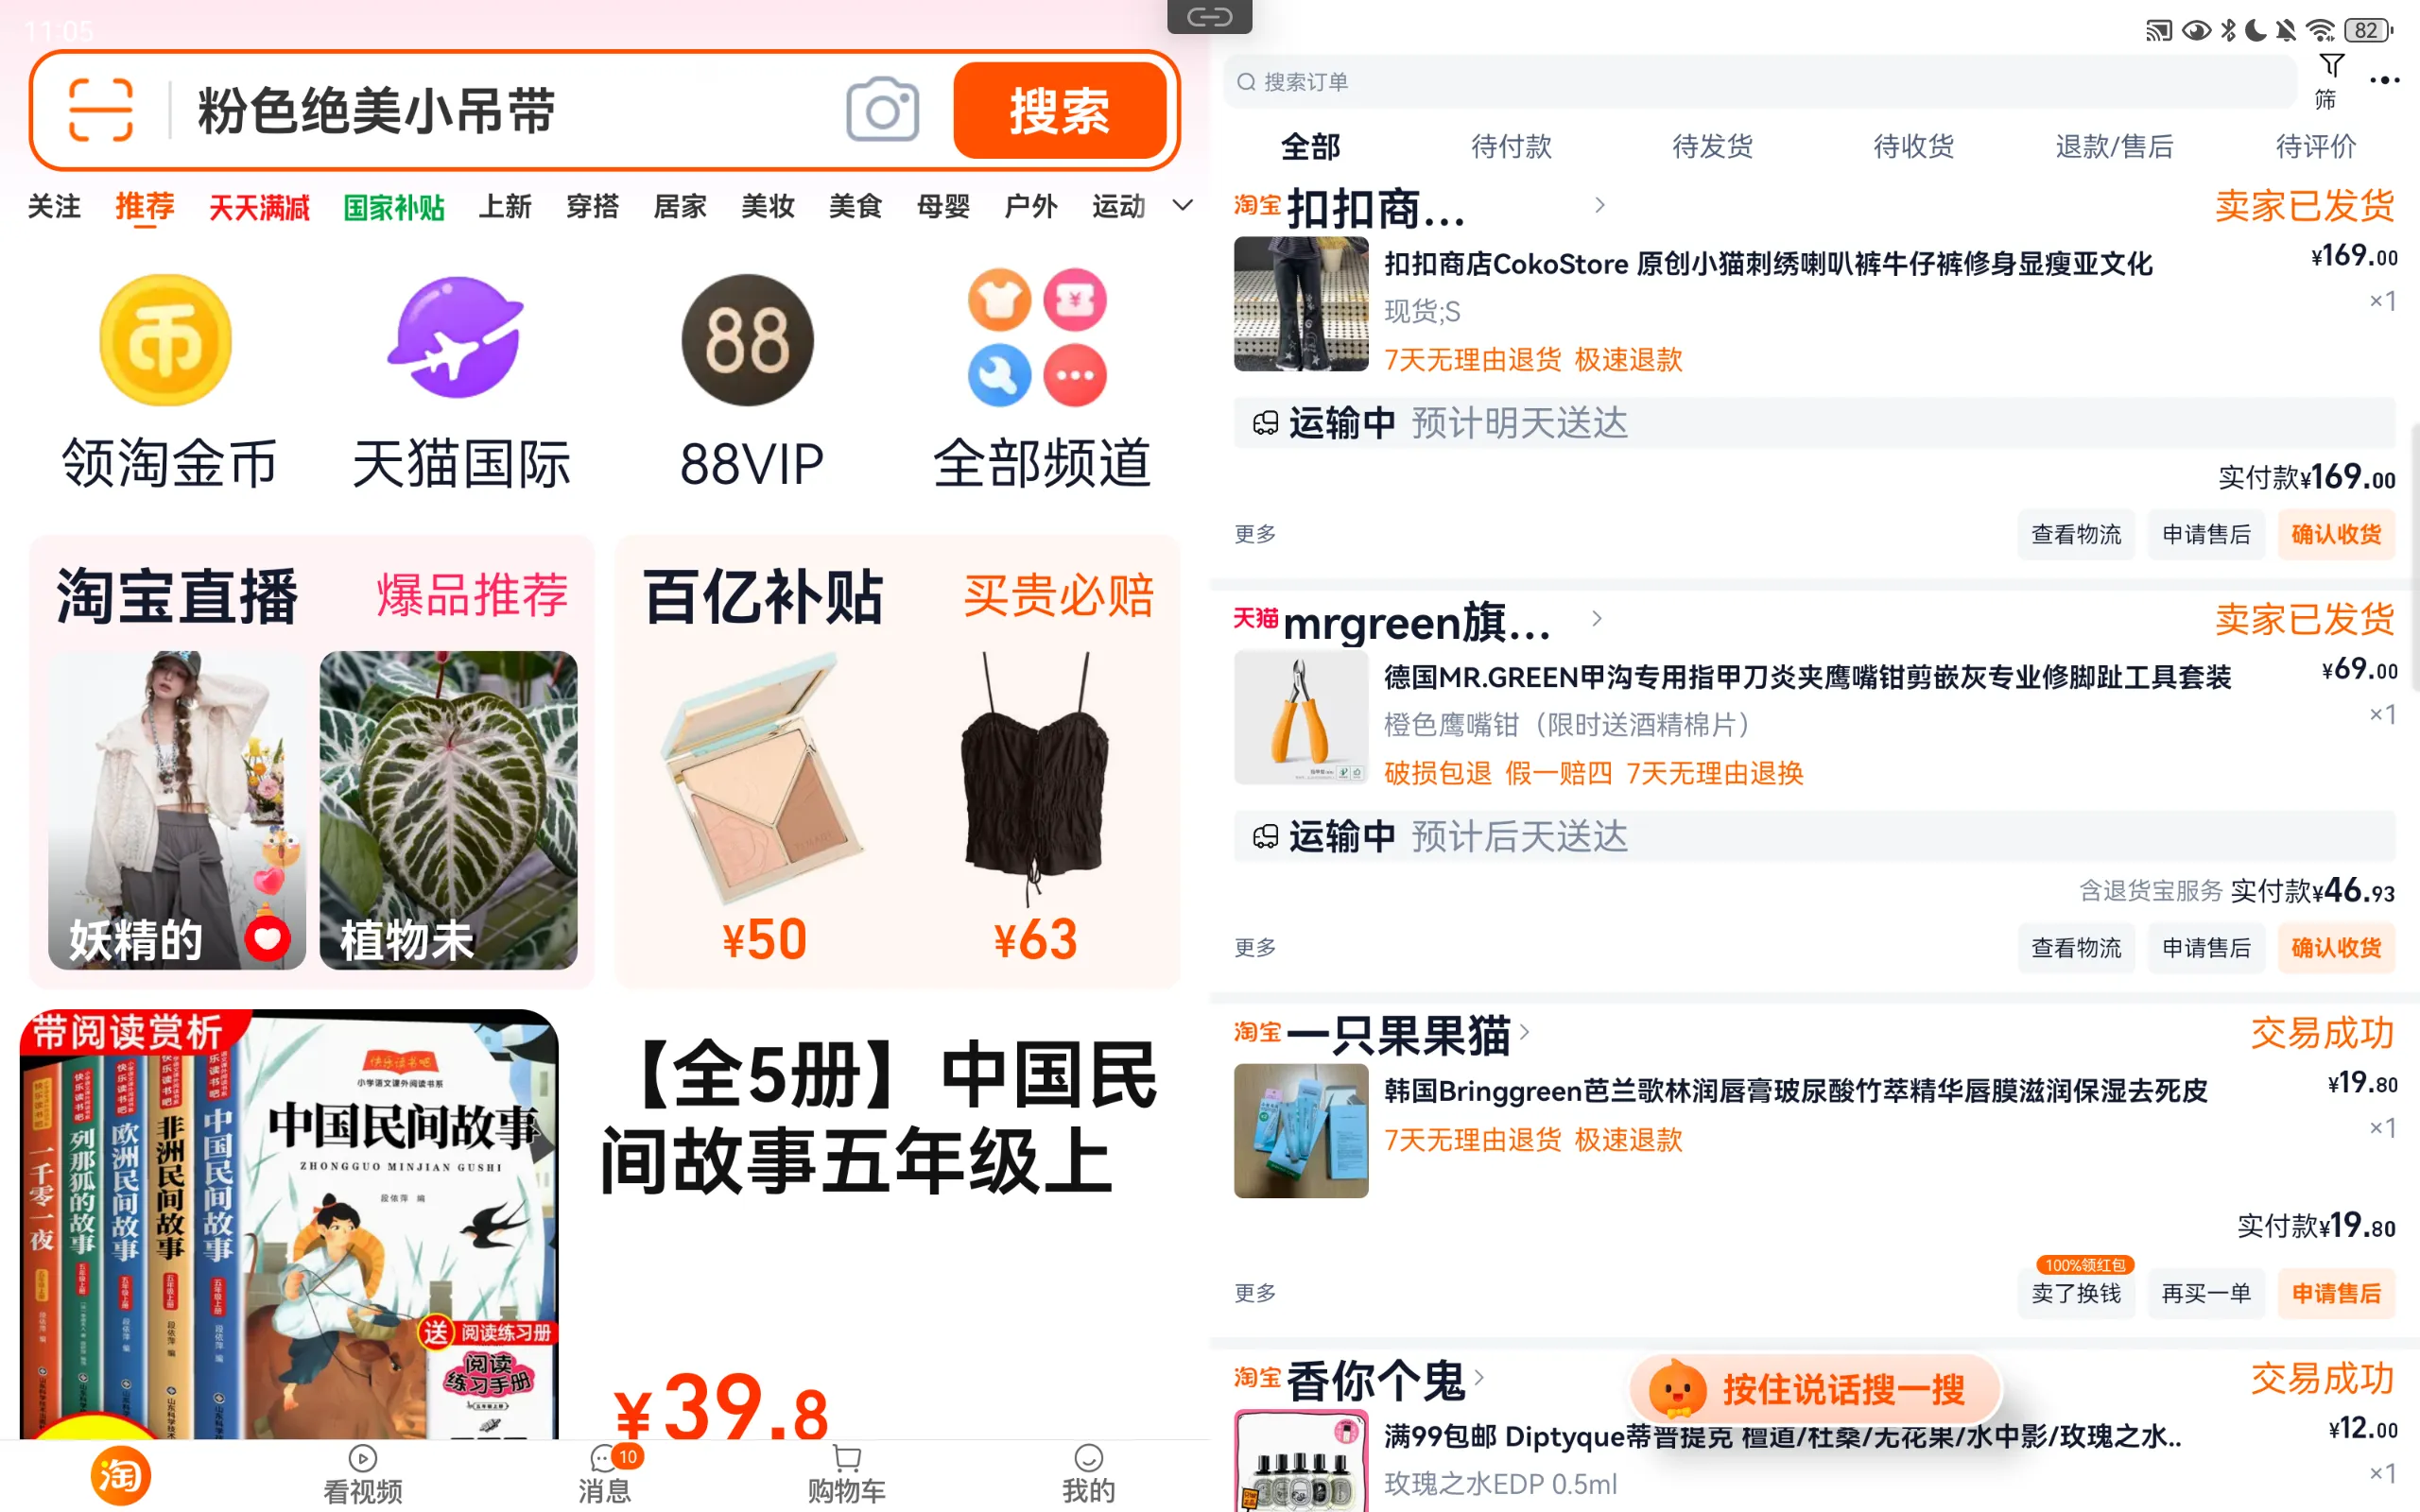 11:05
粉色绝美小吊带
搜索
关注 推荐 天天满减 国家补贴 上新 穿搭 居家 美妆 美食 母婴 户外 运动
币
88
领淘金币 天猫国际 88VIP 全部频道
淘宝直播 爆品推荐
妖精的
植物未
百亿补贴 买贵必赔
¥50 ¥63
带阅读赏析
快乐读书吧
小学语文课外阅读书系
中国民间故事
ZHONGGUO MINJIAN GUSHI
段依萍 编
一千零一夜
列那狐的故事
欧洲民间故事
非洲民间故事
中国民间故事
送 阅读练习册
阅读
练习手册
【全5册】中国民
间故事五年级上
¥39.8
淘
看视频
消息
10
购物车
我的
82
搜索订单
筛
全部 待付款 待发货 待收货 退款/售后 待评价
淘宝 扣扣商... 卖家已发货
扣扣商店CokoStore 原创小猫刺绣喇叭裤牛仔裤修身显瘦亚文化 ¥169.00
现货;S ×1
7天无理由退货 极速退款
运输中 预计明天送达
实付款¥169.00
更多 查看物流 申请售后 确认收货
天猫 mrgreen旗... 卖家已发货
德国MR.GREEN甲沟专用指甲刀炎夹鹰嘴钳剪嵌灰专业修脚趾工具套装 ¥69.00
橙色鹰嘴钳（限时送酒精棉片） ×1
破损包退 假一赔四 7天无理由退换
运输中 预计后天送达
含退货宝服务 实付款¥46.93
更多 查看物流 申请售后 确认收货
淘宝 一只果果猫 交易成功
韩国Bringgreen芭兰歌林润唇膏玻尿酸竹萃精华唇膜滋润保湿去死皮 ¥19.80
×1
7天无理由退货 极速退款
实付款¥19.80
100%领红包
更多 卖了换钱 再买一单 申请售后
淘宝 香你个鬼 交易成功
按住说话搜一搜
满99包邮 Diptyque蒂普提克 檀道/杜桑/无花果/水中影/玫瑰之水.. ¥12.00
玫瑰之水EDP 0.5ml ×1